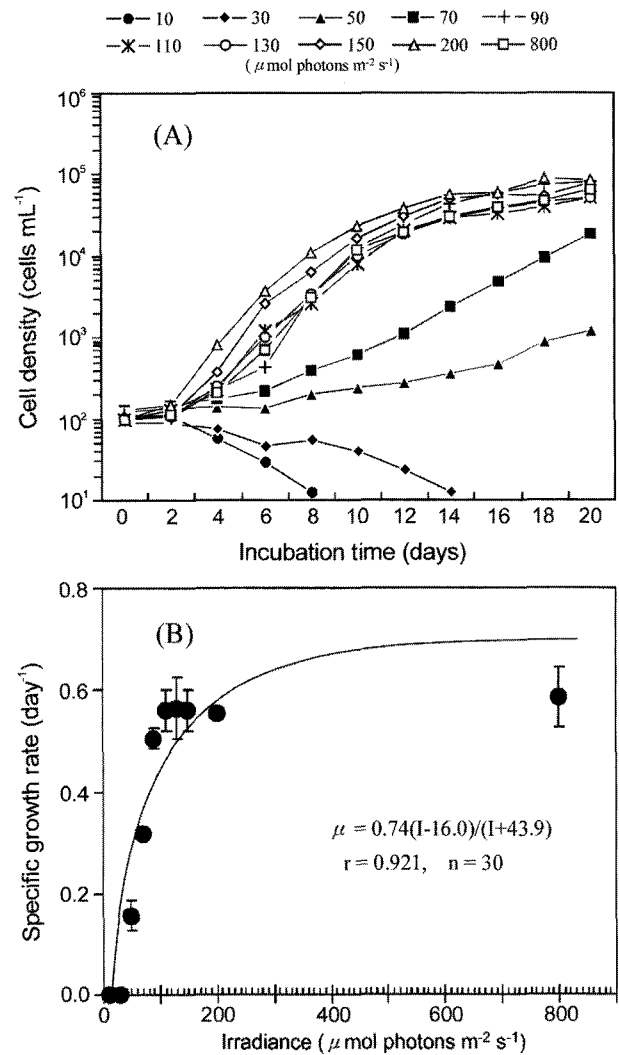 10 30 50 70 90
110 130 150 200 800
( μmol photons m⁻² s⁻¹)
(A)
10⁶
10⁵
10⁴
10³
10²
10¹
Cell density (cells mL⁻¹)
0 2 4 6 8 10 12 14 16 18 20
Incubation time (days)
(B)
0.8
0.6
0.4
0.2
0.0
Specific growth rate (day⁻¹)
μ = 0.74(I-16.0)/(I+43.9)
r = 0.921, n = 30
0 200 400 600 800
Irradiance ( μmol photons m⁻² s⁻¹)